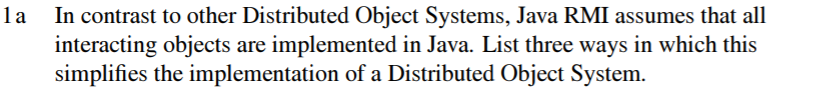 1a In contrast to other Distributed Object Systems, Java RMI assumes that all
interacting objects are implemented in Java. List three ways in which this
simplifies the implementation of a Distributed Object System.